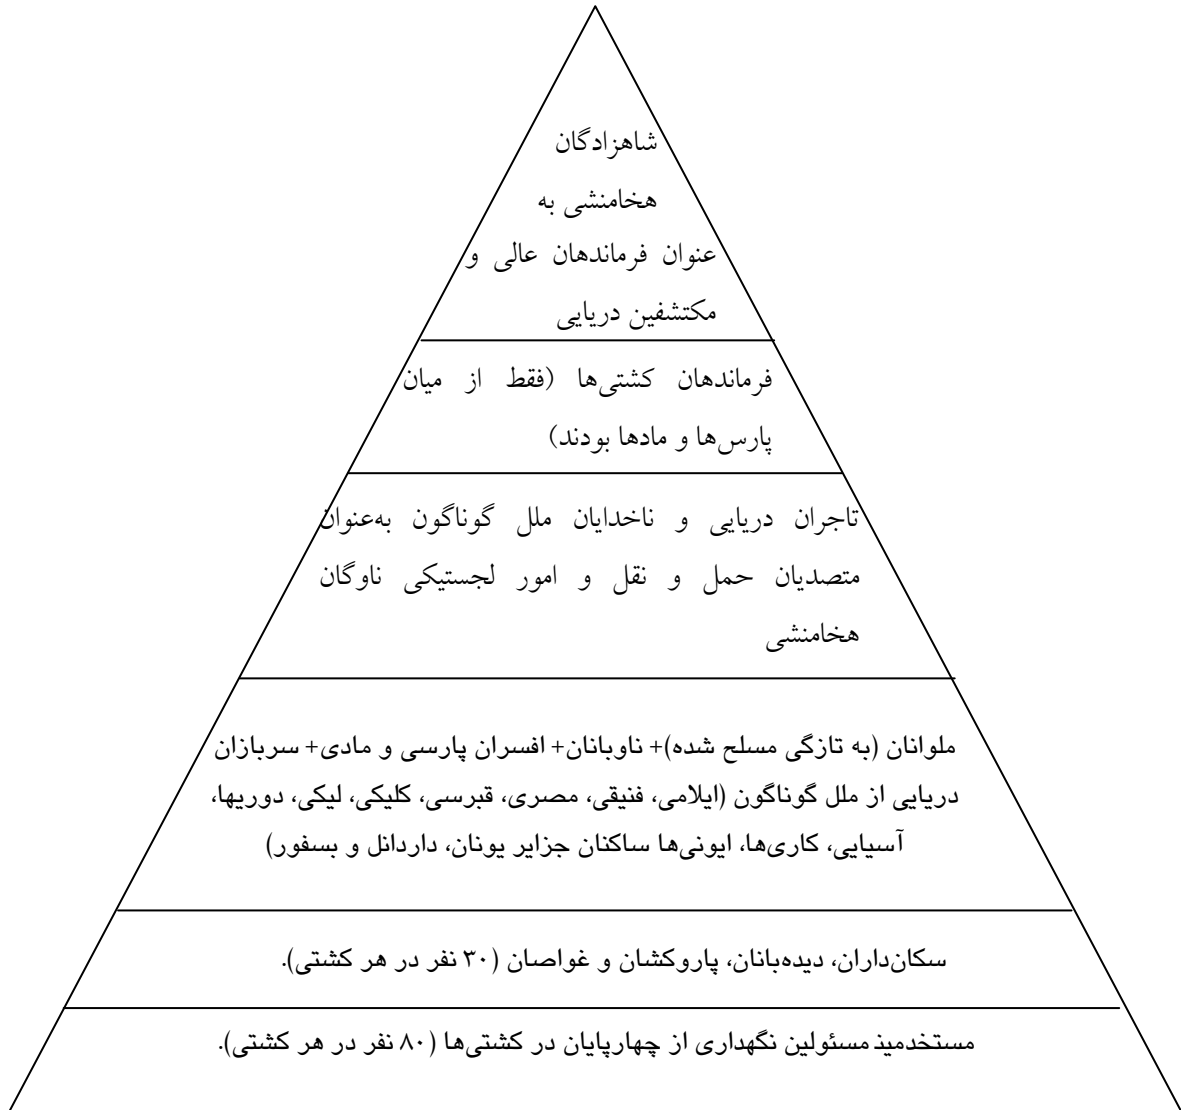 شاهزادگان
هخامنشی به
عنوان فرماندهان عالی و
مکتشفین دریایی
فرماندهان کشتی‌ها (فقط از میان
پارس‌ها و مادها بودند)
تاجران دریایی و ناخدایان ملل گوناگون به‌عنوان
متصدیان حمل و نقل و امور لجستیکی ناوگان
هخامنشی
ملوانان (به تازگی مسلح شده)+ ناوبانان+ افسران پارسی و مادی+ سربازان
دریایی از ملل گوناگون (ایلامی، فنیقی، مصری، قبرسی، کلیکی، لیکی، دوریها،
آسیایی، کاری‌ها، ایونی‌ها ساکنان جزایر یونان، داردانل و بسفور)
سکان‌داران، دیده‌بانان، پاروکشان و غواصان (۳۰ نفر در هر کشتی).
مستخدمیذ مسئولین نگهداری از چهارپایان در کشتی‌ها (۸۰ نفر در هر کشتی).